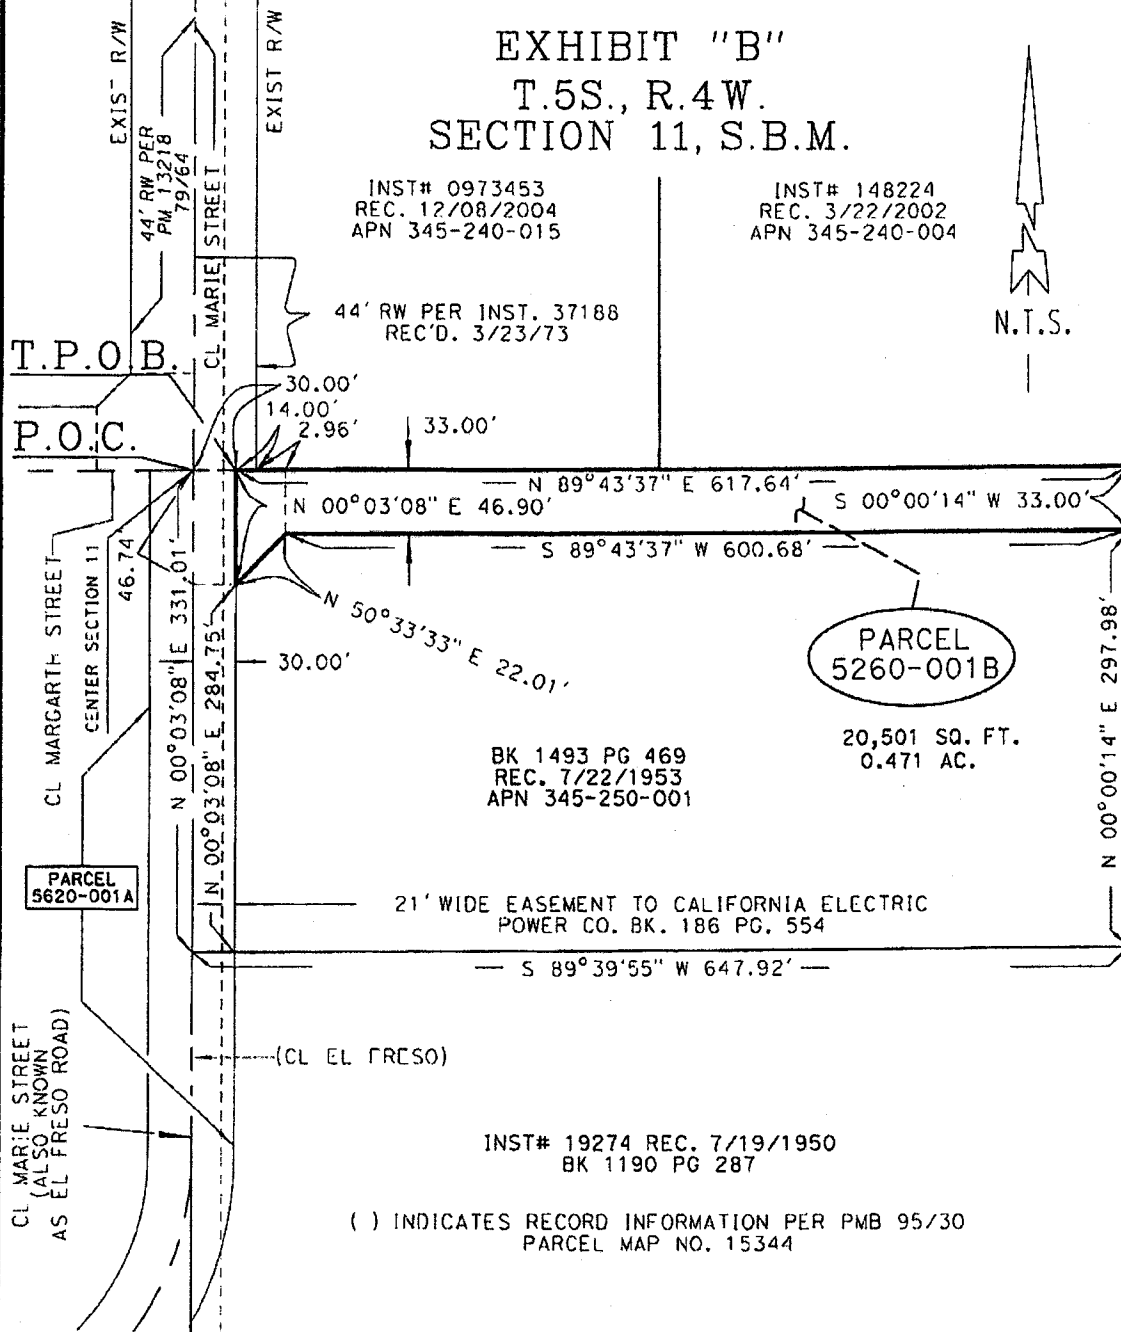 EXHIBIT "B"
T.5S., R.4W.
SECTION 11, S.B.M.
EXIST R/W
EXIST R/W
44' RW PER
PM 13218
79/64
CL MARIE STREET
INST# 0973453
REC. 12/08/2004
APN 345-240-015
INST# 148224
REC. 3/22/2002
APN 345-240-004
N
N.T.S.
44' RW PER INST. 37188
REC'D. 3/23/73
T.P.O.B.
30.00'
14.00'
2.96'
33.00'
P.O.C.
N 89°43'37" E 617.64'
N 00°03'08" E 46.90'
S 00°00'14" W 33.00'
S 89°43'37" W 600.68'
N 50°33'33" E 22.01'
46.74'
CENTER SECTION 11
CL MARGARTH STREET
N 00°03'08" E 331.01'
N 00°03'08" E 284.75'
30.00'
PARCEL
5260-001B
20,501 SQ. FT.
0.471 AC.
N 00°00'14" E 297.98'
BK 1493 PG 469
REC. 7/22/1953
APN 345-250-001
PARCEL
5620-001A
21' WIDE EASEMENT TO CALIFORNIA ELECTRIC
POWER CO. BK. 186 PG. 554
S 89°39'55" W 647.92'
CL MARIE STREET
(ALSO KNOWN
AS EL FRESO ROAD)
(CL EL FRESO)
INST# 19274 REC. 7/19/1950
BK 1190 PG 287
( ) INDICATES RECORD INFORMATION PER PMB 95/30
PARCEL MAP NO. 15344